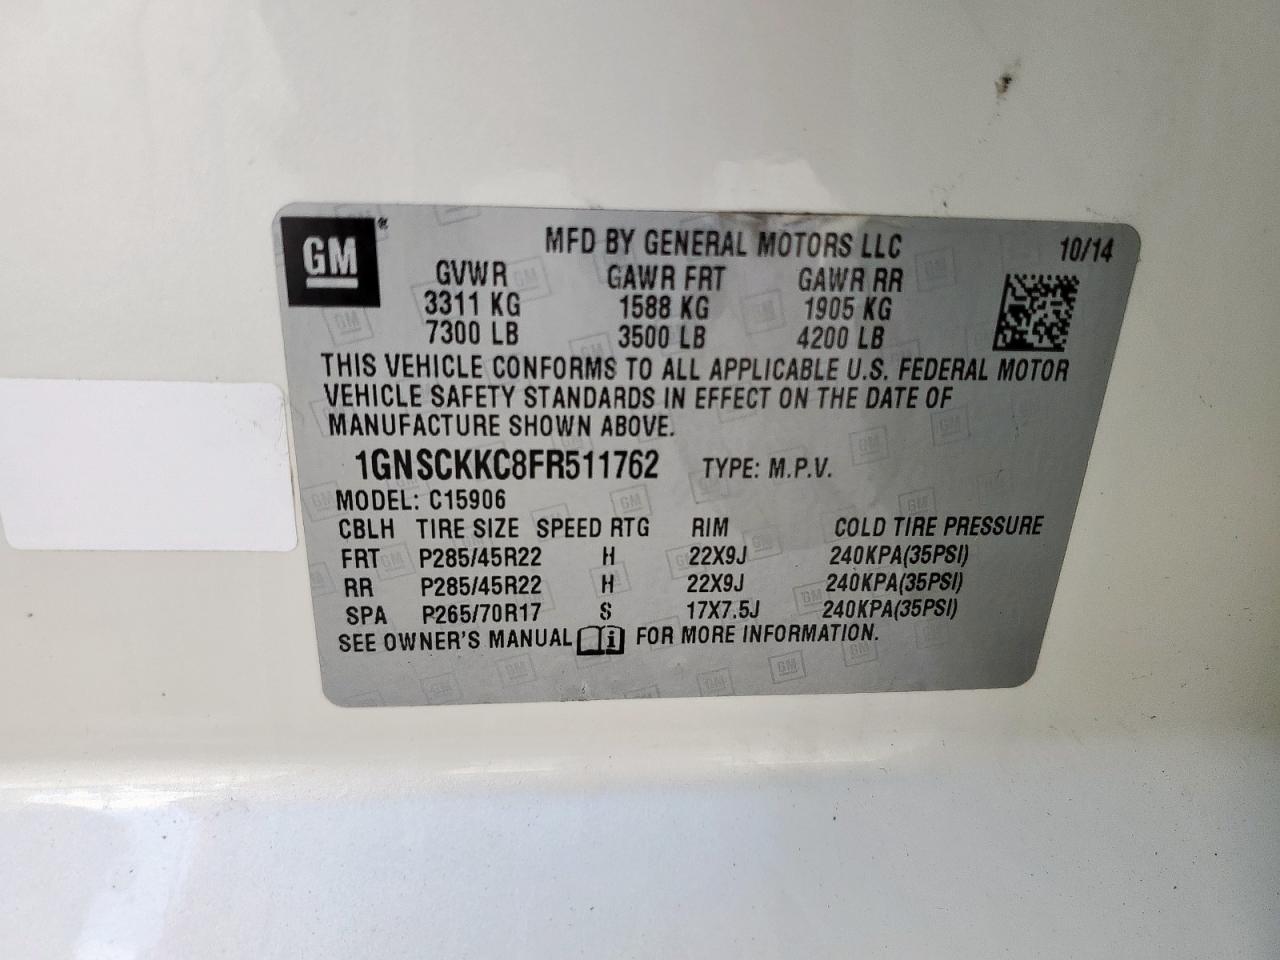 GM
MFD BY GENERAL MOTORS LLC 10/14
GVWR GAWR FRT GAWR RR
3311 KG 1588 KG 1905 KG
7300 LB 3500 LB 4200 LB
THIS VEHICLE CONFORMS TO ALL APPLICABLE U.S. FEDERAL MOTOR
VEHICLE SAFETY STANDARDS IN EFFECT ON THE DATE OF
MANUFACTURE SHOWN ABOVE.
1GNSCKKC8FR511762 TYPE: M.P.V.
MODEL: C15906
CBLH TIRE SIZE SPEED RTG RIM COLD TIRE PRESSURE
FRT P285/45R22 H 22X9J 240KPA(35PSI)
RR P285/45R22 H 22X9J 240KPA(35PSI)
SPA P265/70R17 S 17X7.5J 240KPA(35PSI)
SEE OWNER'S MANUAL FOR MORE INFORMATION.